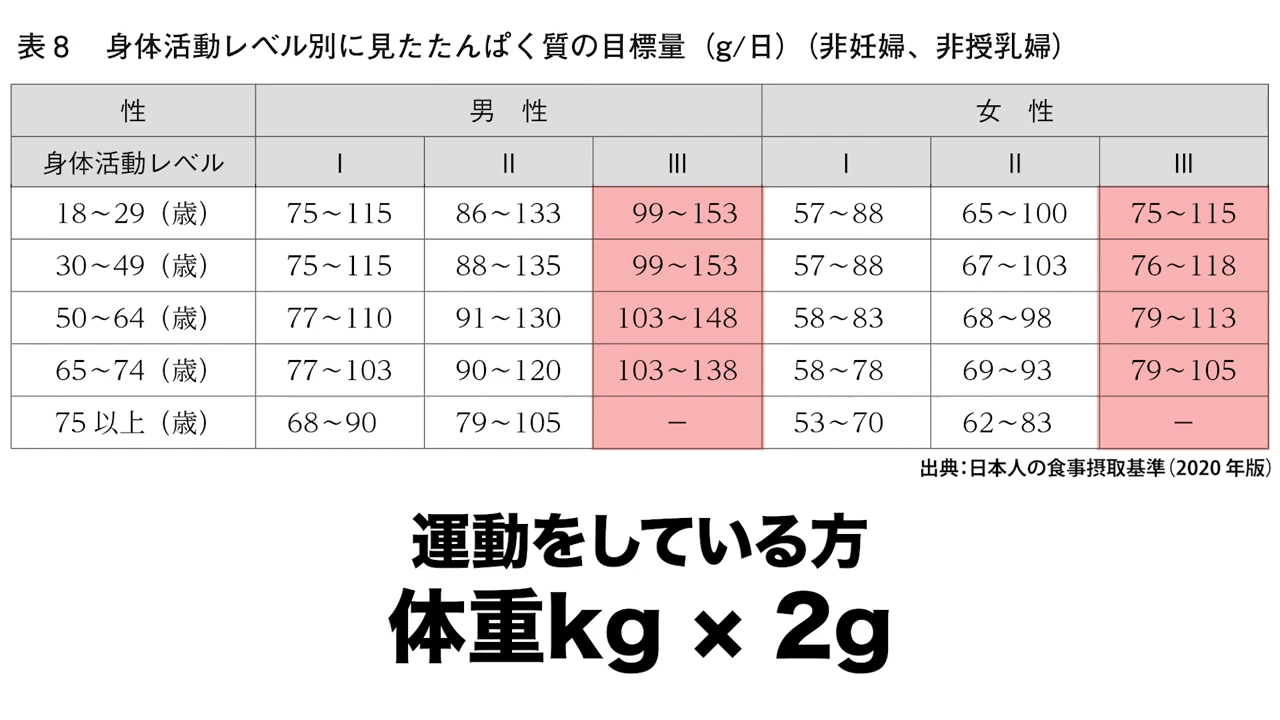 表8 身体活動レベル別に見たたんぱく質の目標量（g/日）（非妊婦、非授乳婦）
性 男 性 女 性
身体活動レベル I II III I II III
18～29（歳） 75～115 86～133 99～153 57～88 65～100 75～115
30～49（歳） 75～115 88～135 99～153 57～88 67～103 76～118
50～64（歳） 77～110 91～130 103～148 58～83 68～98 79～113
65～74（歳） 77～103 90～120 103～138 58～78 69～93 79～105
75以上（歳） 68～90 79～105 － 53～70 62～83 －
出典：日本人の食事摂取基準（2020年版）
運動をしている方
体重kg × 2g